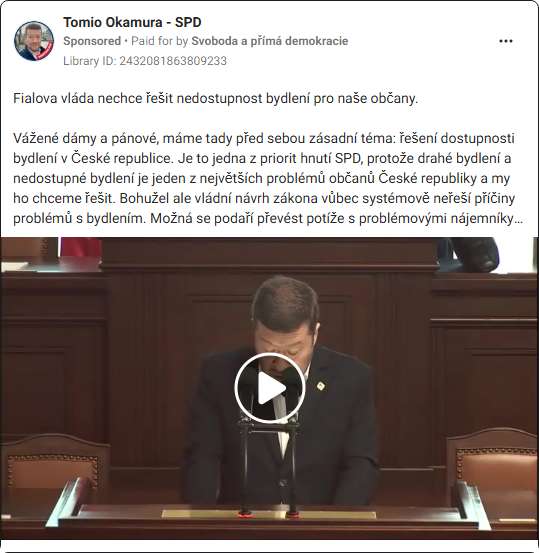 Tomio Okamura - SPD
Sponsored • Paid for by Svoboda a přímá demokracie
Library ID: 2432081863809233
Fialova vláda nechce řešit nedostupnost bydlení pro naše občany.
Vážené dámy a pánové, máme tady před sebou zásadní téma: řešení dostupnosti
bydlení v České republice. Je to jedna z priorit hnutí SPD, protože drahé bydlení a
nedostupné bydlení je jeden z největších problémů občanů České republiky a my
ho chceme řešit. Bohužel ale vládní návrh zákona vůbec systémově neřeší příčiny
problémů s bydlením. Možná se podaří převést potíže s problémovými nájemníky...